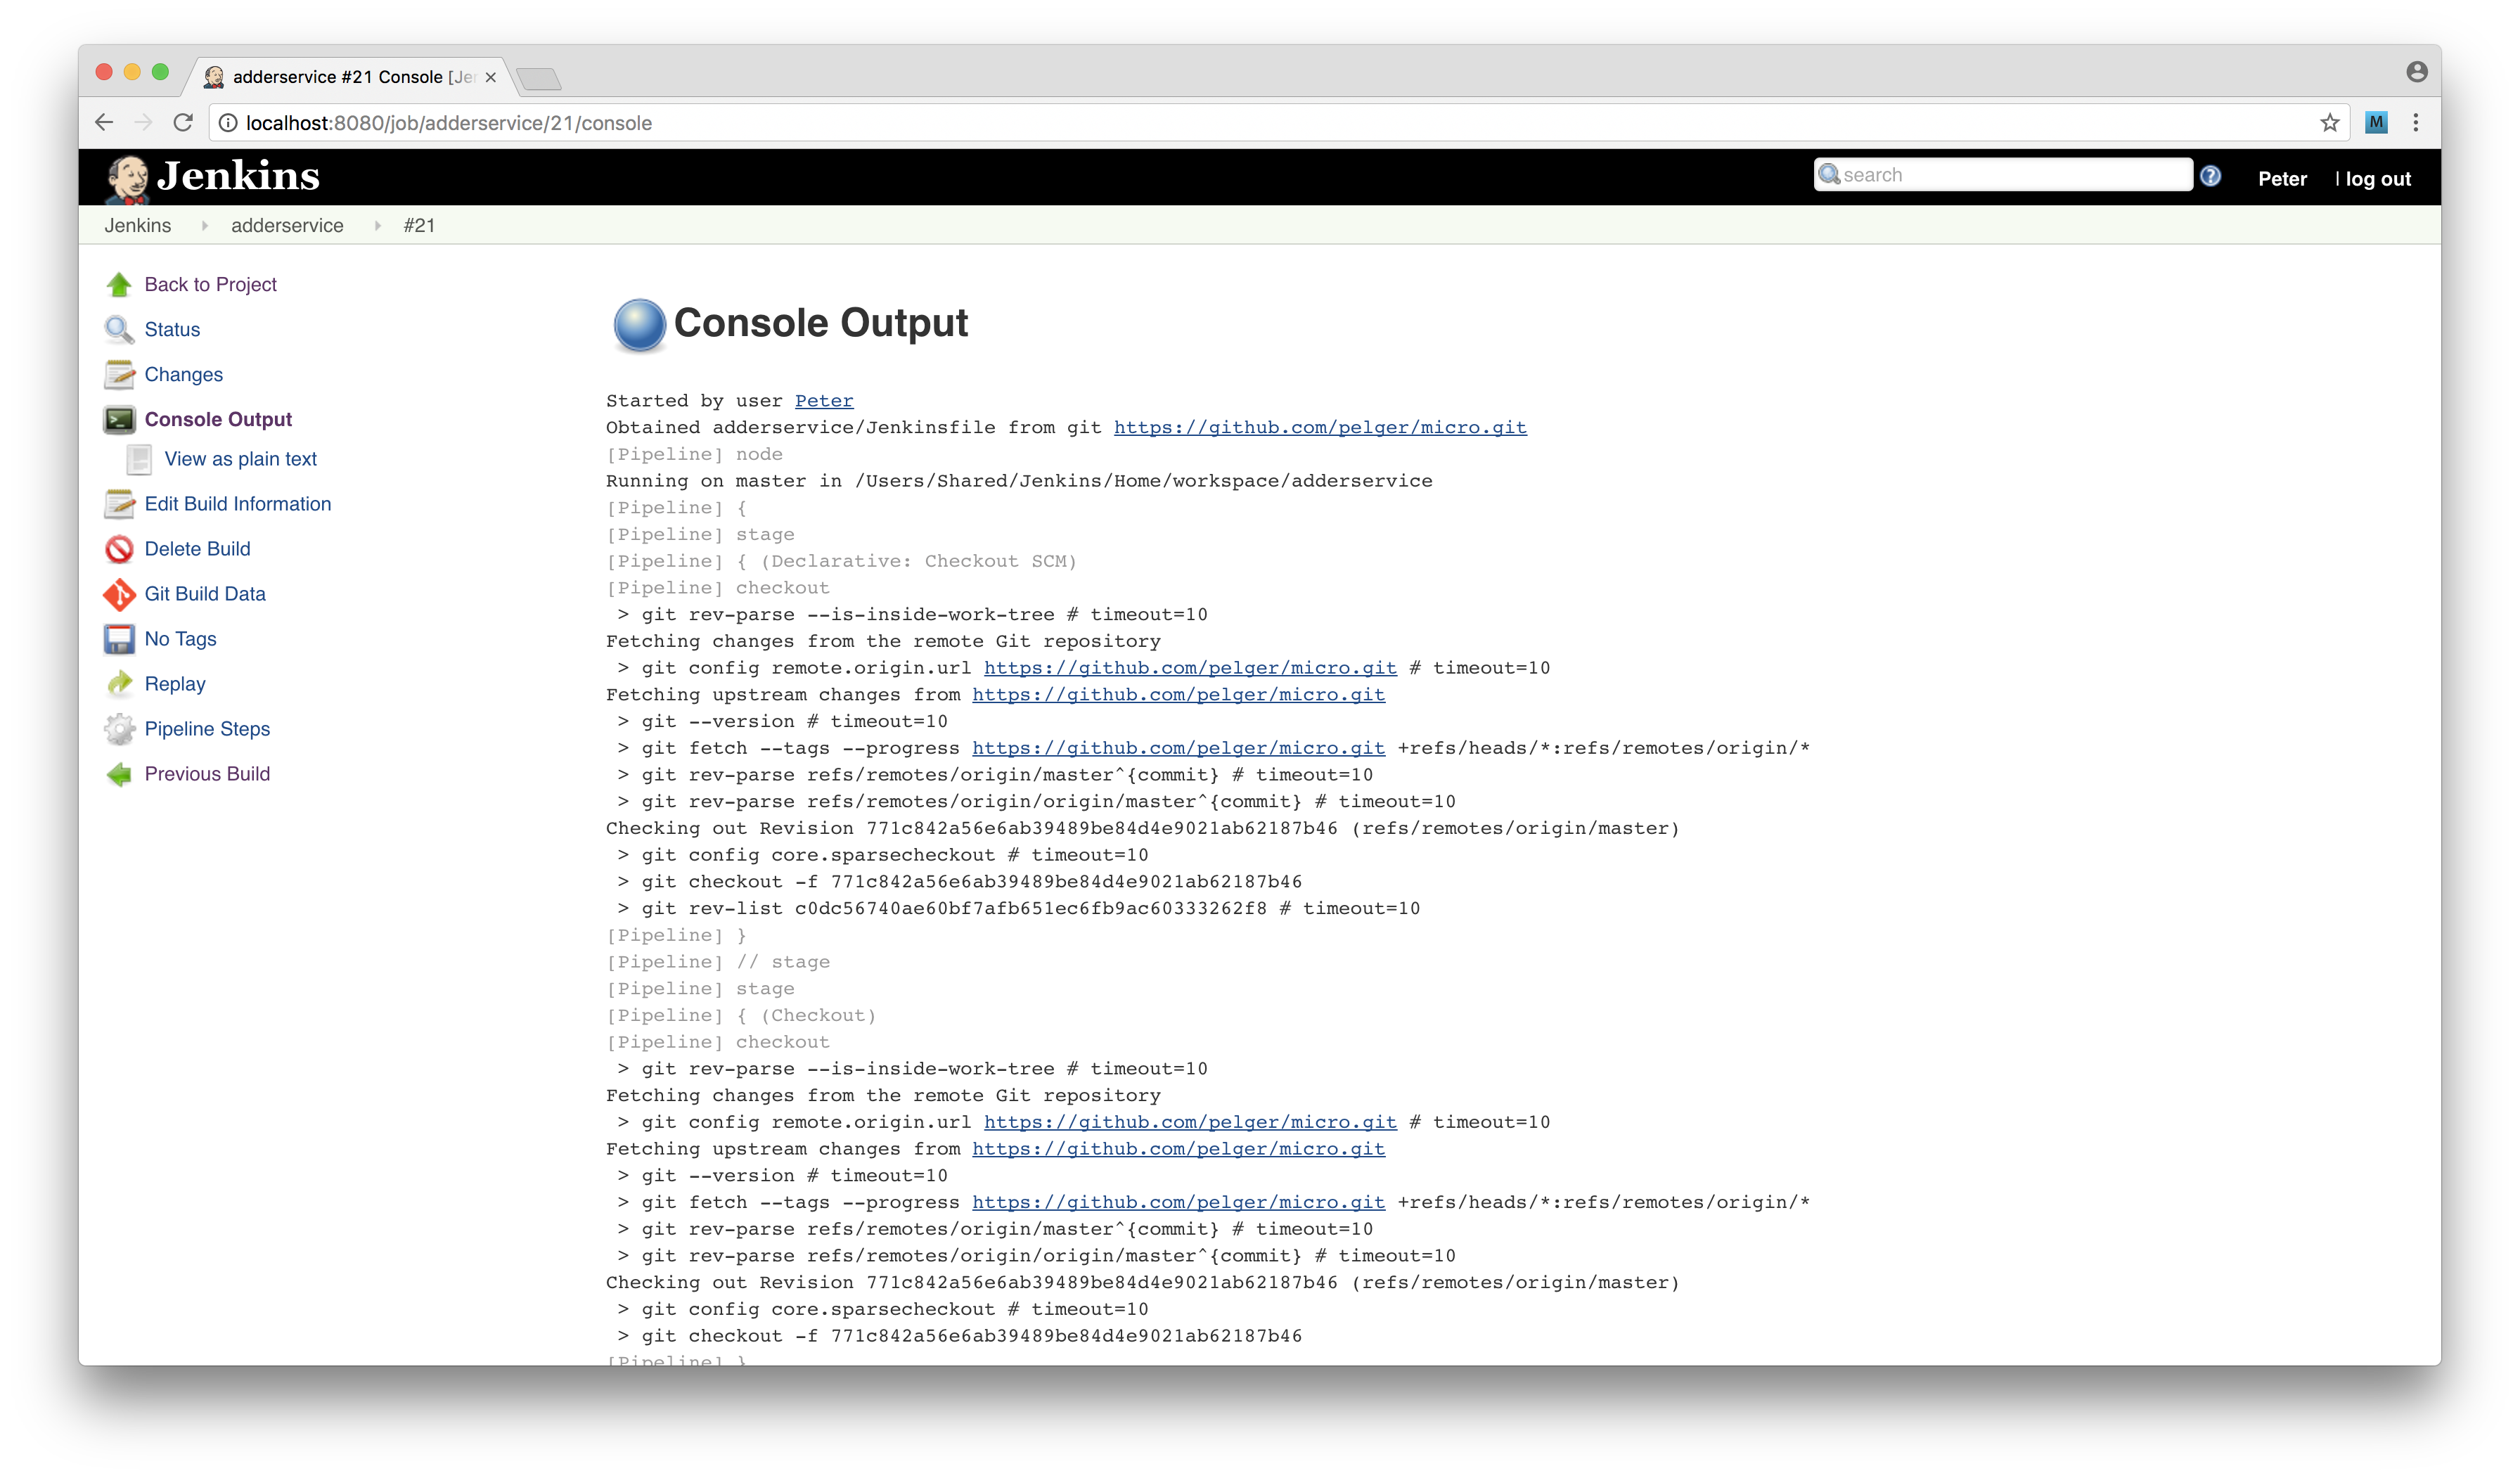 adderservice #21 Console [Je
localhost:8080/job/adderservice/21/console
M
Jenkins
search
?
Peter
| log out
Jenkins
adderservice
#21
Back to Project
Status
Changes
Console Output
View as plain text
Edit Build Information
Delete Build
Git Build Data
No Tags
Replay
Pipeline Steps
Previous Build
Console Output
Started by user Peter
Obtained adderservice/Jenkinsfile from git https://github.com/pelger/micro.git
[Pipeline] node
Running on master in /Users/Shared/Jenkins/Home/workspace/adderservice
[Pipeline] {
[Pipeline] stage
[Pipeline] { (Declarative: Checkout SCM)
[Pipeline] checkout
> git rev-parse --is-inside-work-tree # timeout=10
Fetching changes from the remote Git repository
> git config remote.origin.url https://github.com/pelger/micro.git # timeout=10
Fetching upstream changes from https://github.com/pelger/micro.git
> git --version # timeout=10
> git fetch --tags --progress https://github.com/pelger/micro.git +refs/heads/*:refs/remotes/origin/*
> git rev-parse refs/remotes/origin/master^{commit} # timeout=10
> git rev-parse refs/remotes/origin/origin/master^{commit} # timeout=10
Checking out Revision 771c842a56e6ab39489be84d4e9021ab62187b46 (refs/remotes/origin/master)
> git config core.sparsecheckout # timeout=10
> git checkout -f 771c842a56e6ab39489be84d4e9021ab62187b46
> git rev-list c0dc56740ae60bf7afb651ec6fb9ac60333262f8 # timeout=10
[Pipeline] }
[Pipeline] // stage
[Pipeline] stage
[Pipeline] { (Checkout)
[Pipeline] checkout
> git rev-parse --is-inside-work-tree # timeout=10
Fetching changes from the remote Git repository
> git config remote.origin.url https://github.com/pelger/micro.git # timeout=10
Fetching upstream changes from https://github.com/pelger/micro.git
> git --version # timeout=10
> git fetch --tags --progress https://github.com/pelger/micro.git +refs/heads/*:refs/remotes/origin/*
> git rev-parse refs/remotes/origin/master^{commit} # timeout=10
> git rev-parse refs/remotes/origin/origin/master^{commit} # timeout=10
Checking out Revision 771c842a56e6ab39489be84d4e9021ab62187b46 (refs/remotes/origin/master)
> git config core.sparsecheckout # timeout=10
> git checkout -f 771c842a56e6ab39489be84d4e9021ab62187b46
[Pipeline] }